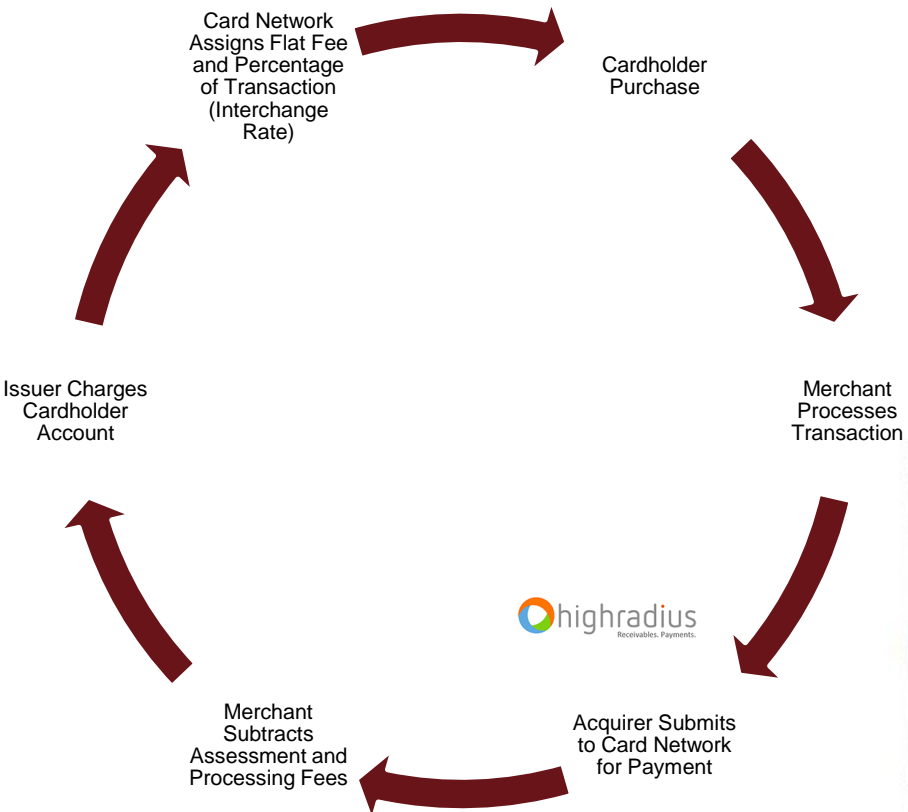 Card Network
Assigns Flat Fee
and Percentage
of Transaction
(Interchange
Rate)
Cardholder
Purchase
Merchant
Processes
Transaction
Acquirer Submits
to Card Network
for Payment
Merchant
Subtracts
Assessment and
Processing Fees
Issuer Charges
Cardholder
Account
highradius
Receivables. Payments.